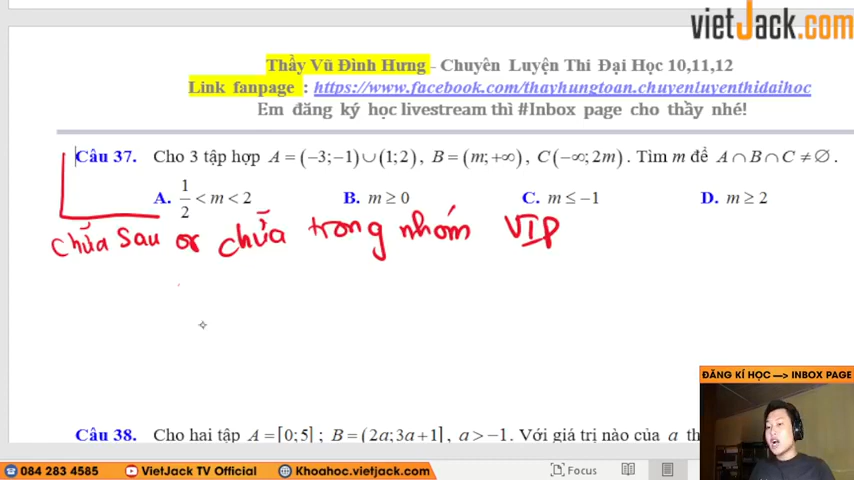 vietJack.com
Thầy Vũ Đình Hưng - Chuyên Luyện Thi Đại Học 10,11,12
Link fanpage : https://www.facebook.com/thayhungtoan.chuyenluyenthidaihoc
Em đăng ký học livestream thì #Inbox page cho thầy nhé!
Câu 37. Cho 3 tập hợp A = (−3;−1)∪(1;2), B = (m;+∞), C(−∞;2m). Tìm m để A∩B∩C ≠ ∅.
A. 1/2 < m < 2 B. m ≥ 0 C. m ≤ −1 D. m ≥ 2
chữa sau or chữa trong nhóm VIP
Câu 38. Cho hai tập A = [0;5]; B = (2a;3a+1], a > −1. Với giá trị nào của a th
ĐĂNG KÍ HỌC —> INBOX PAGE
084 283 4585 VietJack TV Official Khoahoc.vietjack.com Focus